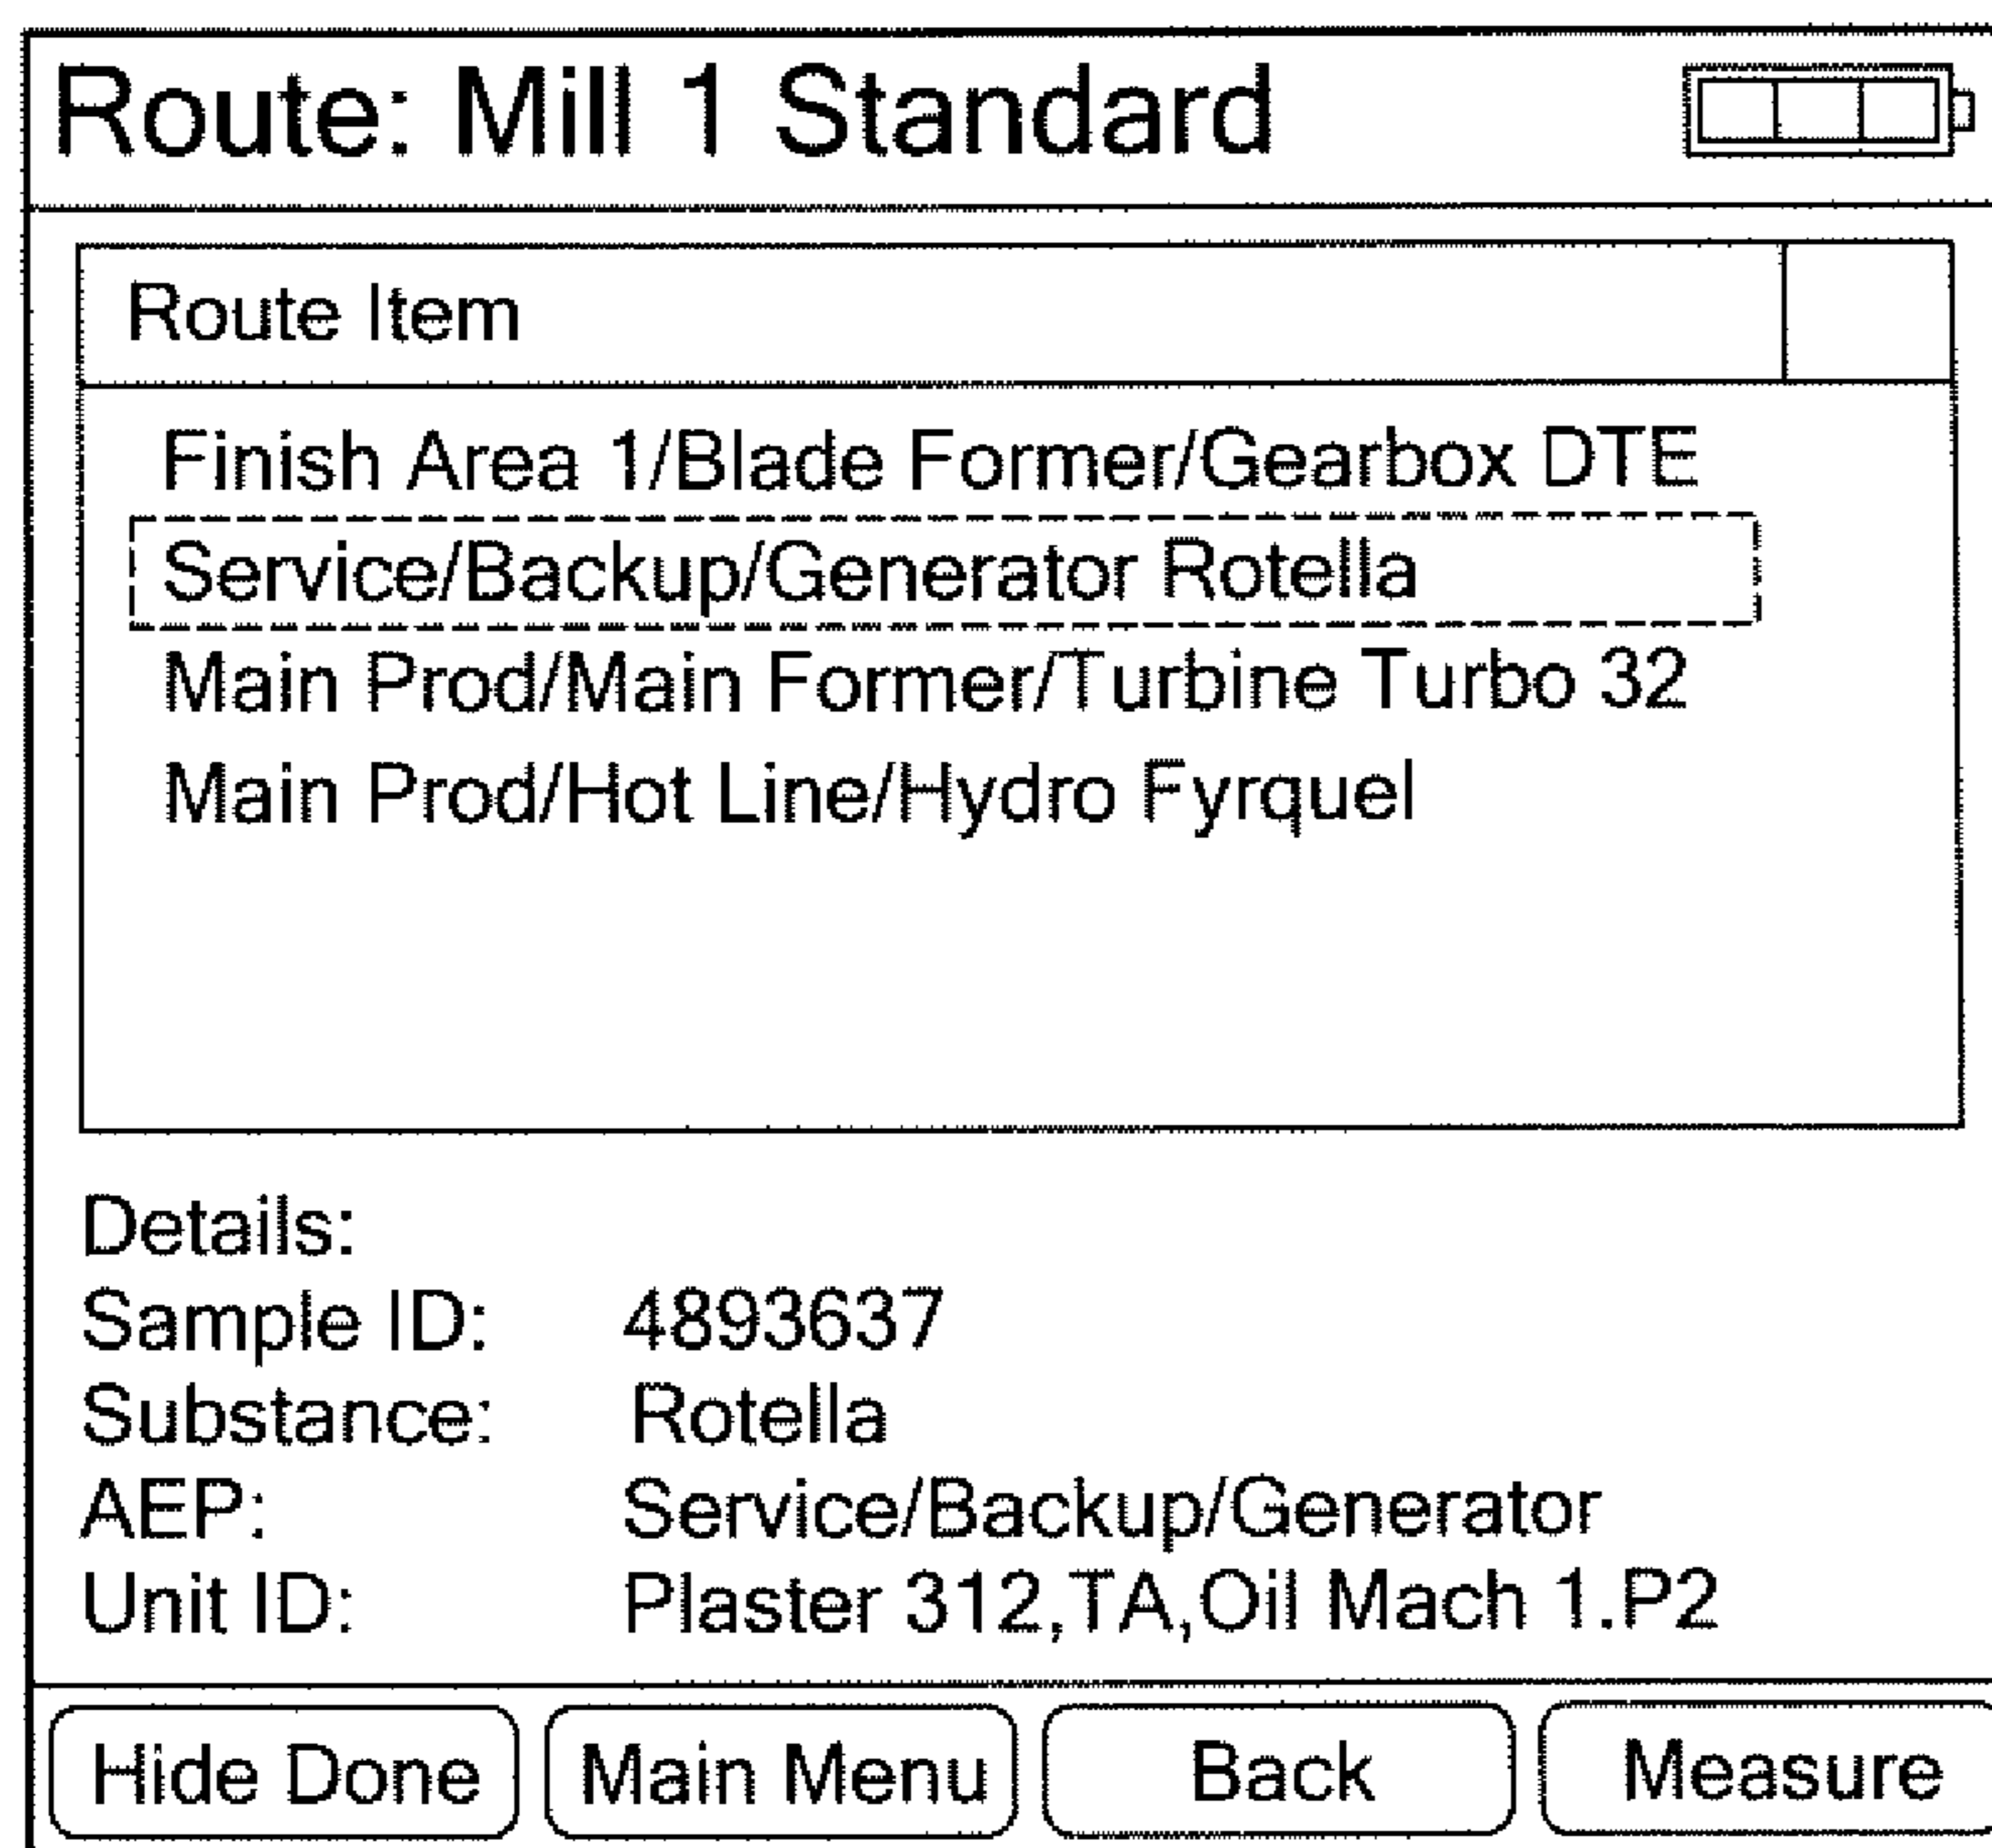 Route: Mill 1 Standard
Route Item
Finish Area 1/Blade Former/Gearbox DTE
Service/Backup/Generator Rotella
Main Prod/Main Former/Turbine Turbo 32
Main Prod/Hot Line/Hydro Fyrquel
Details:
Sample ID: 4893637
Substance: Rotella
AEP: Service/Backup/Generator
Unit ID: Plaster 312,TA,Oil Mach 1.P2
Hide Done Main Menu Back Measure